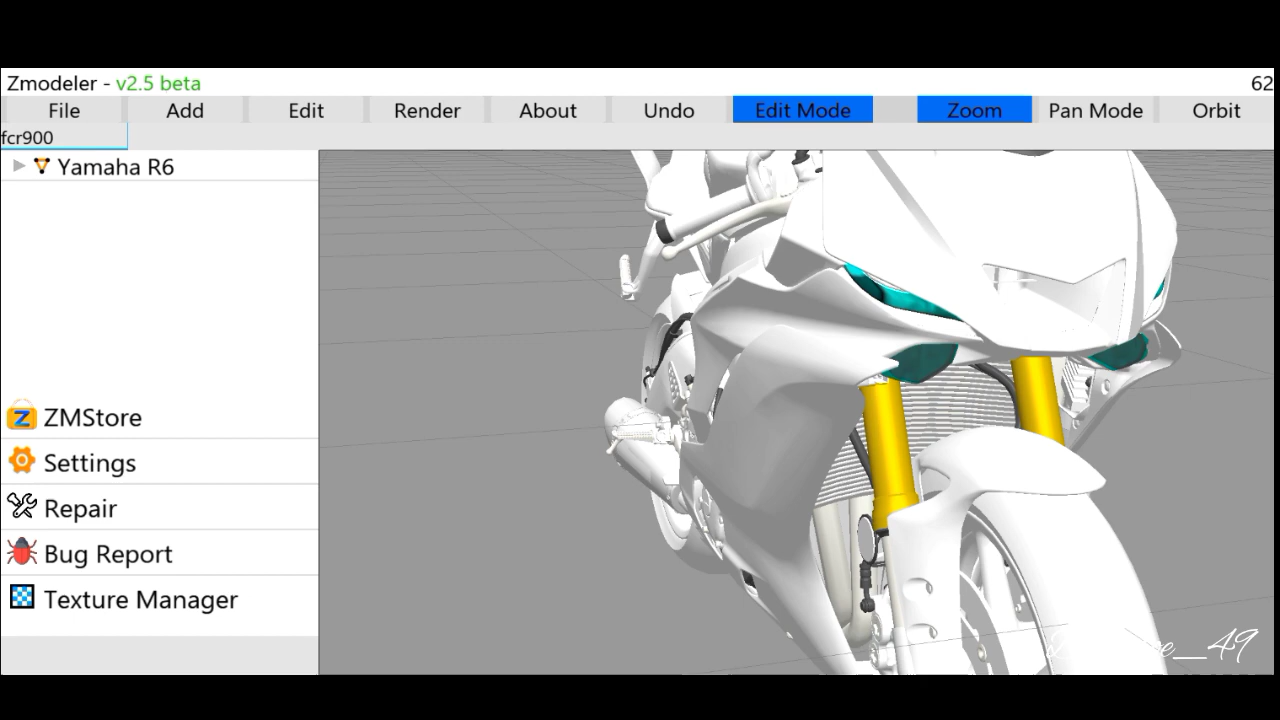 Zmodeler - v2.5 beta 62
File Add Edit Render About Undo Edit Mode Zoom Pan Mode Orbit
fcr900
Yamaha R6
ZMStore
Settings
Repair
Bug Report
Texture Manager